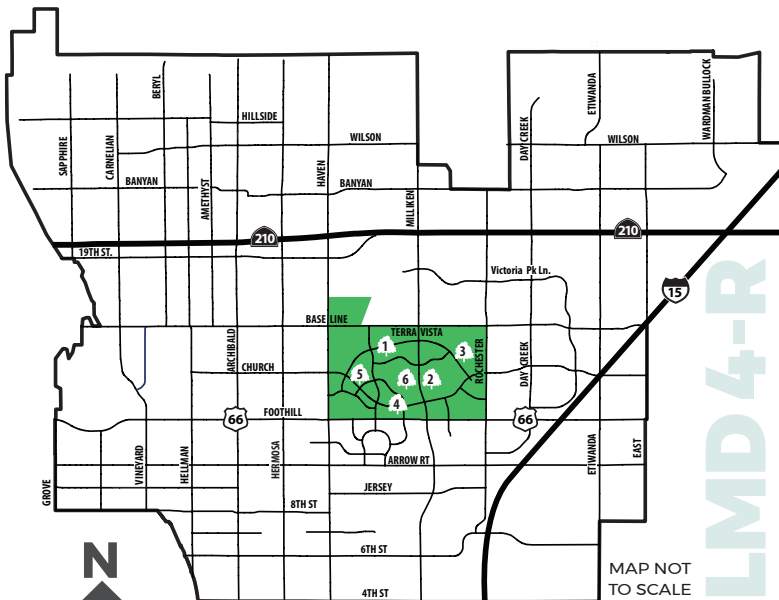 BERYL
ETIWANDA
WARDMAN BULLOCK
HILLSIDE
SAPPHIRE
CARNELIAN
WILSON
DAY CREEK
WILSON
HAVEN
BANYAN
AMETHYST
BANYAN
MILLIKEN
210
210
19TH ST.
Victoria Pk Ln.
15
BASE LINE
TERRA VISTA
1
3
ROCHESTER
ARCHIBALD
CHURCH
5
6
2
DAY CREEK
4
FOOTHILL
66
66
VINEYARD
HELLMAN
HERMOSA
ARROW RT
ETIWANDA
EAST
GROVE
JERSEY
8TH ST
6TH ST
4TH ST
N
MAP NOT
TO SCALE
LMD 4-R